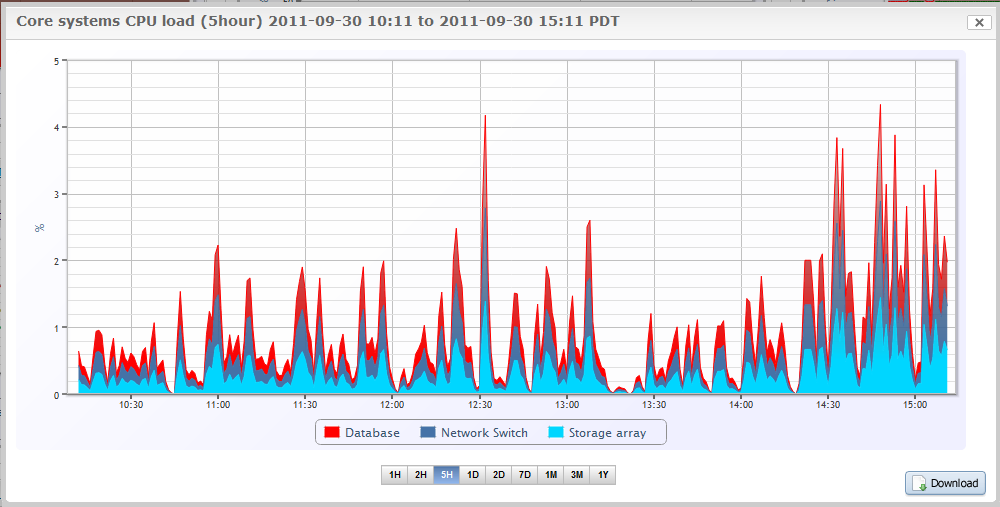 Core systems CPU load (5hour) 2011-09-30 10:11 to 2011-09-30 15:11 PDT
5
4
3
2
1
0
%
10:30 11:00 11:30 12:00 12:30 13:00 13:30 14:00 14:30 15:00
Database Network Switch Storage array
1H 2H 5H 1D 2D 7D 1M 3M 1Y
Download